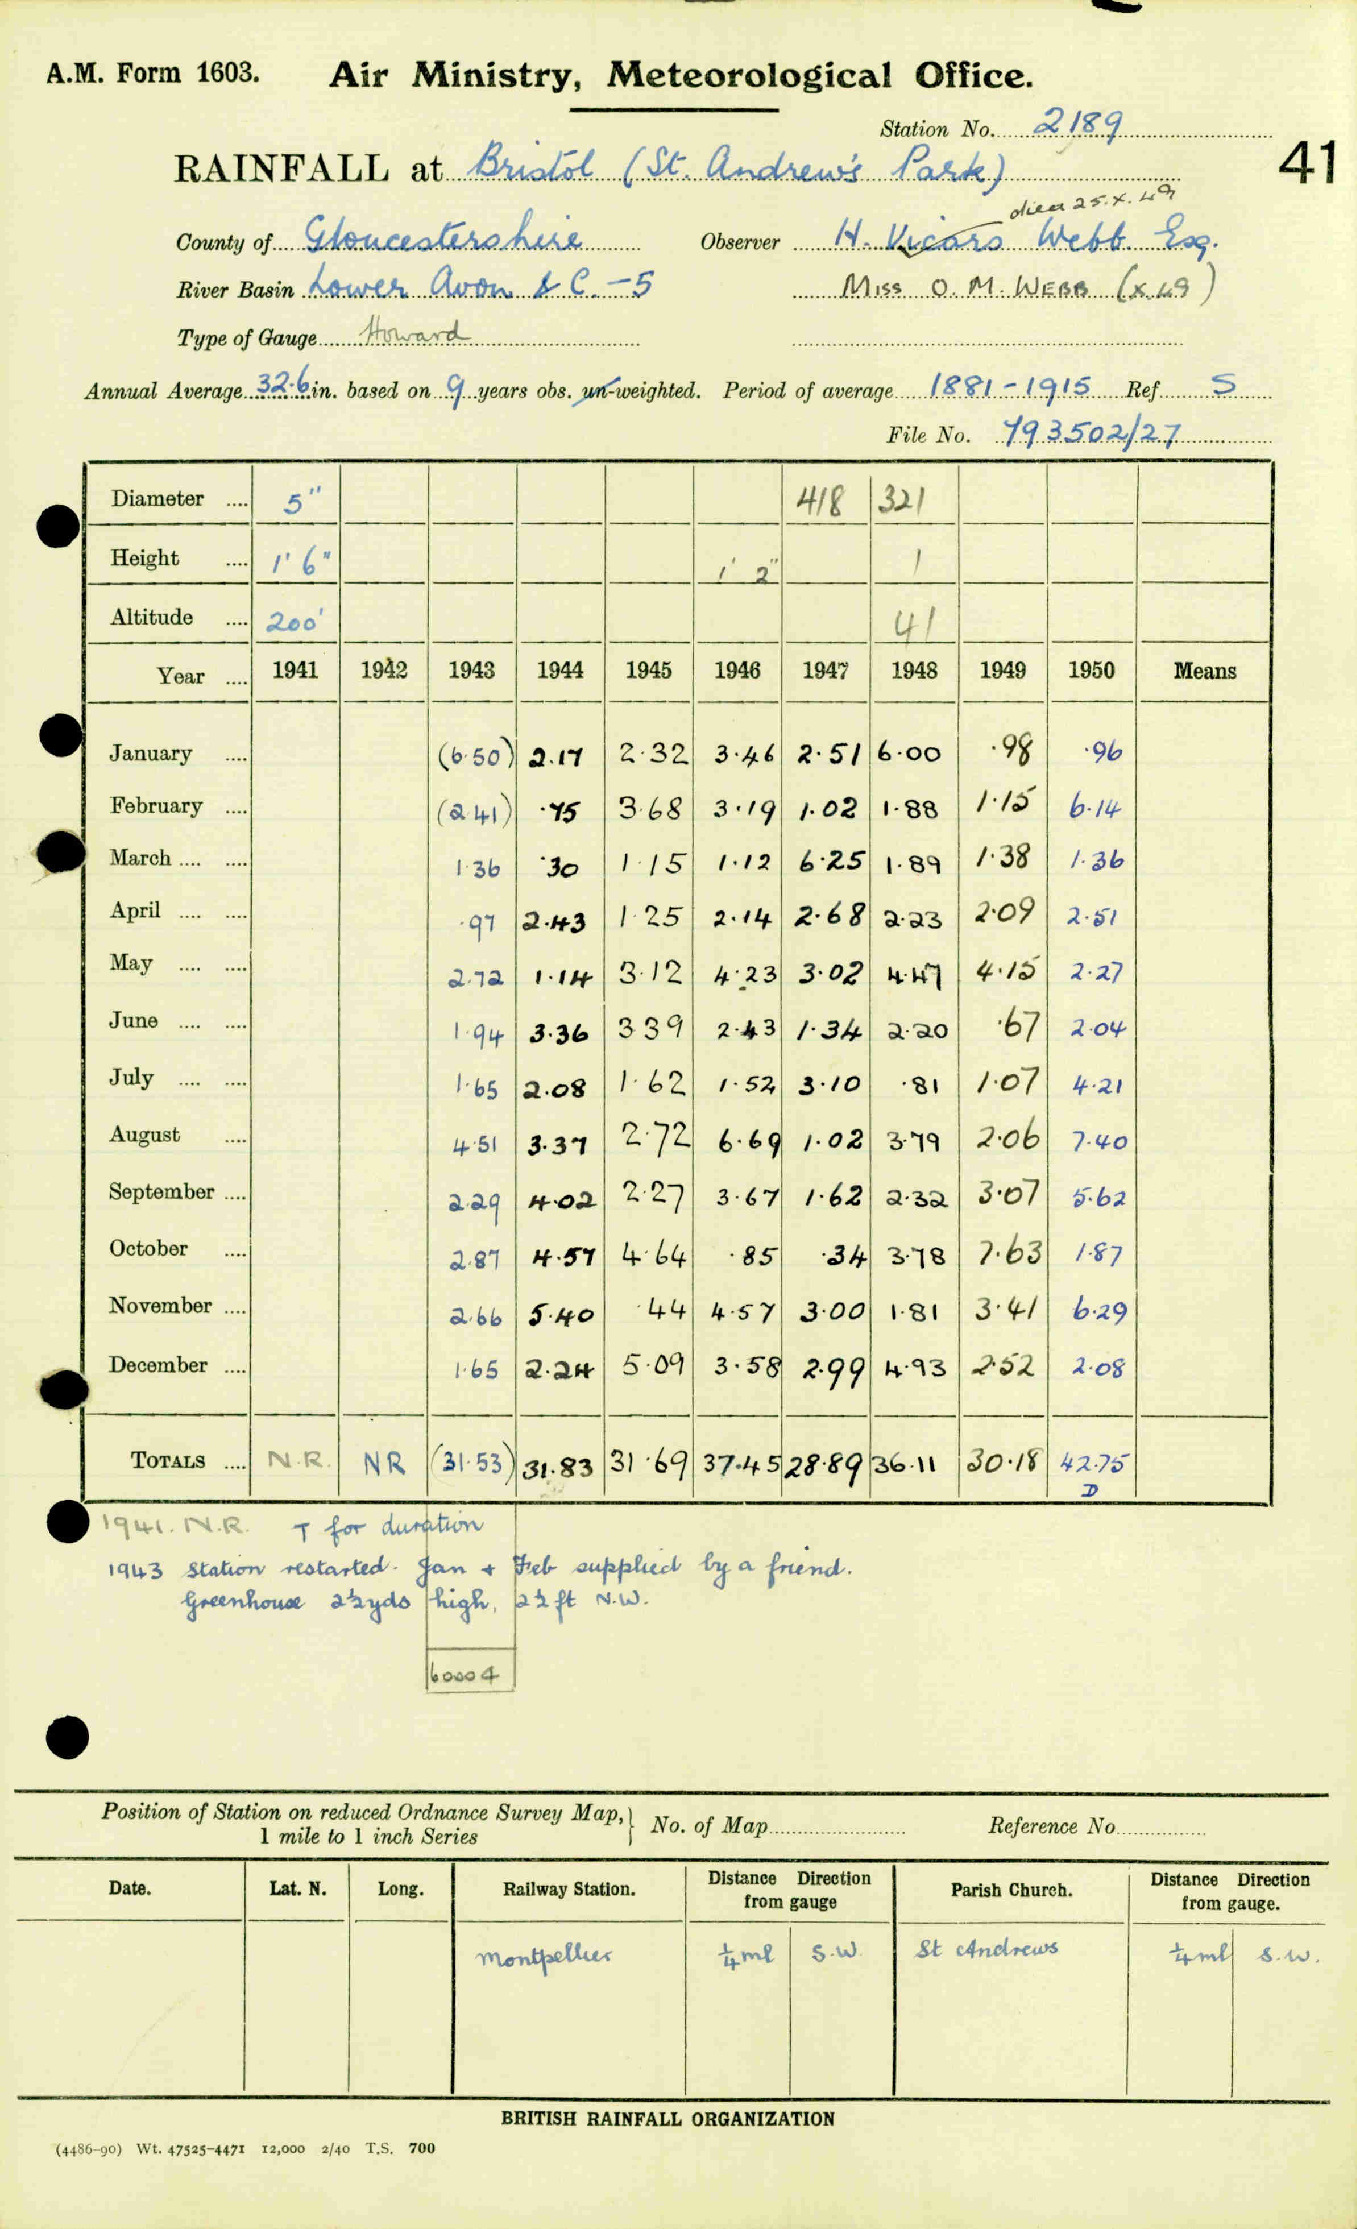 A.M. Form 1603. Air Ministry, Meteorological Office.
Station No. 2189
41
RAINFALL at Bristol (St. Andrew's Park)
died 25.X.49
County of Gloucestershire Observer H. Vicars Webb Esq.
River Basin Lower Avon & C. -5 MISS O. M. WEBB (X.49)
Type of Gauge Howard
Annual Average 32.6 in. based on 9 years obs. un-weighted. Period of average 1881-1915 Ref. S
File No. 793502/27
Diameter .... 5" 418 321
Height .... 1' 6" 1' 2" 1
Altitude .... 200' 41
Year .... 1941 1942 1943 1944 1945 1946 1947 1948 1949 1950 Means
January .... (6.50) 2.17 2.32 3.46 2.51 6.00 .98 .96
February .... (2.41) .75 3.68 3.19 1.02 1.88 1.15 6.14
March .... .... 1.36 .30 1.15 1.12 6.25 1.89 1.38 1.36
April .... .... .97 2.43 1.25 2.14 2.68 2.23 2.09 2.51
May .... .... 2.72 1.14 3.12 4.23 3.02 4.47 4.15 2.27
June .... .... 1.94 3.36 3.39 2.43 1.34 2.20 .67 2.04
July .... .... 1.65 2.08 1.62 1.52 3.10 .81 1.07 4.21
August .... 4.51 3.37 2.72 6.69 1.02 3.79 2.06 7.40
September .... 2.29 4.02 2.27 3.67 1.62 2.32 3.07 5.62
October .... 2.87 4.57 4.64 .85 .34 3.78 7.63 1.87
November .... 2.66 5.40 .44 4.57 3.00 1.81 3.41 6.29
December .... 1.65 2.24 5.09 3.58 2.99 4.93 2.52 2.08
TOTALS .... N.R. NR (31.53) 31.83 31.69 37.45 28.89 36.11 30.18 42.75
D
1941. N.R. T for duration
1943 Station restarted. Jan + Feb supplied by a friend.
Greenhouse 2½yds high, 2½ft N.W.
60004
Position of Station on reduced Ordnance Survey Map, } No. of Map Reference No.
1 mile to 1 inch Series
Date. Lat. N. Long. Railway Station. Distance Direction from gauge Parish Church. Distance Direction from gauge.
Montpellier ¼ml S.W. St Andrews ¼ml S.W.
BRITISH RAINFALL ORGANIZATION
(4486-90) Wt. 47525-4471 12,000 2/40 T.S. 700